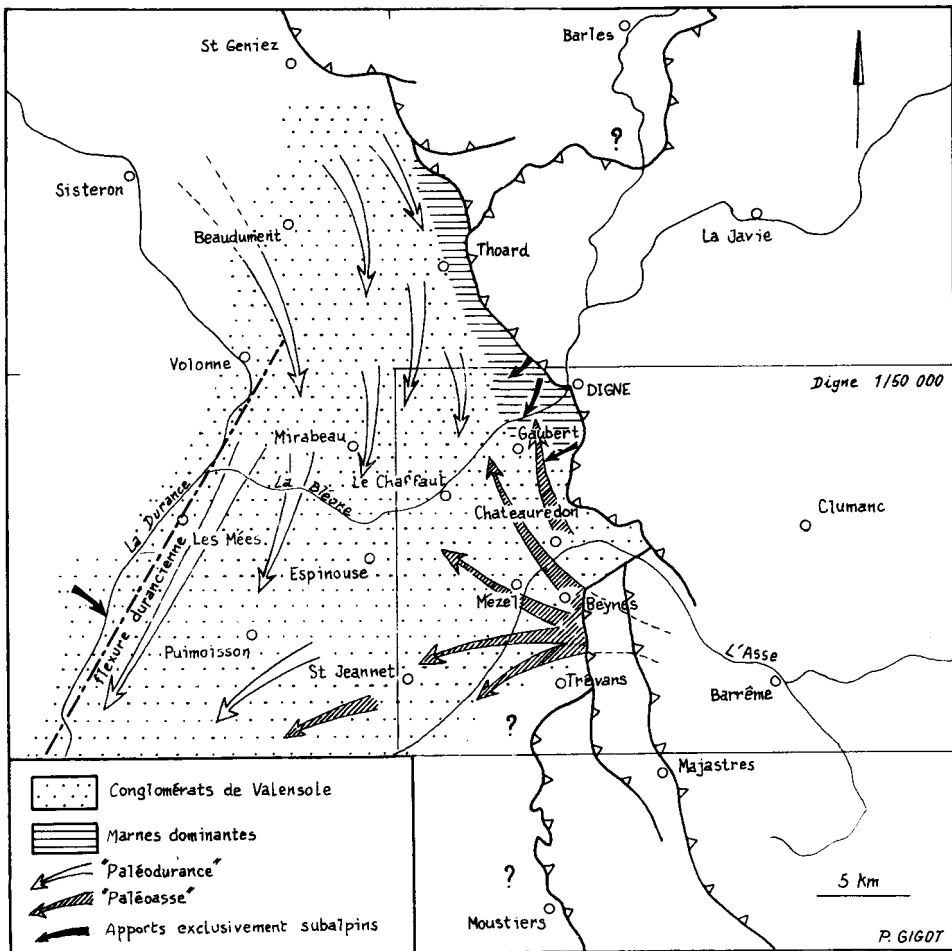 Barles
St Geniez
?
Sisteron
La Javie
Beaudument
Thoard
Volonne
DIGNE
Digne 1/50 000
Mirabeau
Gaubert
La Bléore
Le Chaffaut
La Durance
Chateauredon
Clumanc
Les Mées
flexure durancienne
Espinouse
Mézel
Beynes
Puimoisson
L'Asse
St Jeannet
Trévans
Barrême
?
Majastres
Conglomérats de Valensole
Marnes dominantes
"Paléodurance"
?
"Paléoasse"
5 km
Moustiers
Apports exclusivement subalpins
P. GIGOT